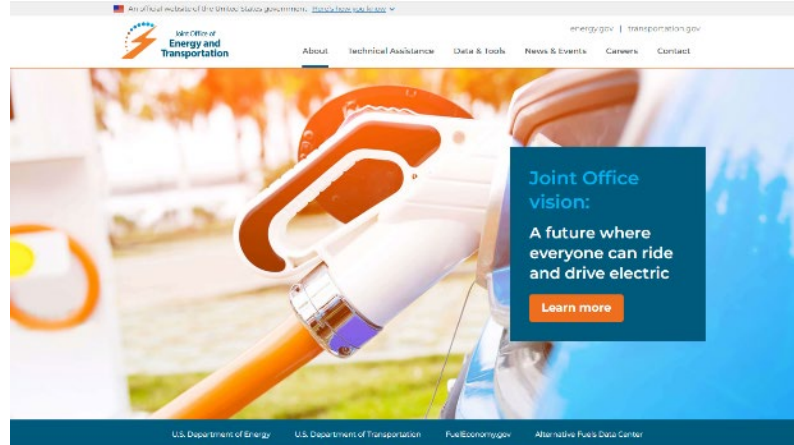 An official website of the United States government. Here's how you know
energy.gov | transportation.gov
Joint Office of
Energy and
Transportation
About Technical Assistance Data & Tools News & Events Careers Contact
Joint Office
vision:
A future where
everyone can ride
and drive electric
Learn more
U.S. Department of Energy U.S. Department of Transportation FuelEconomy.gov Alternative Fuels Data Center